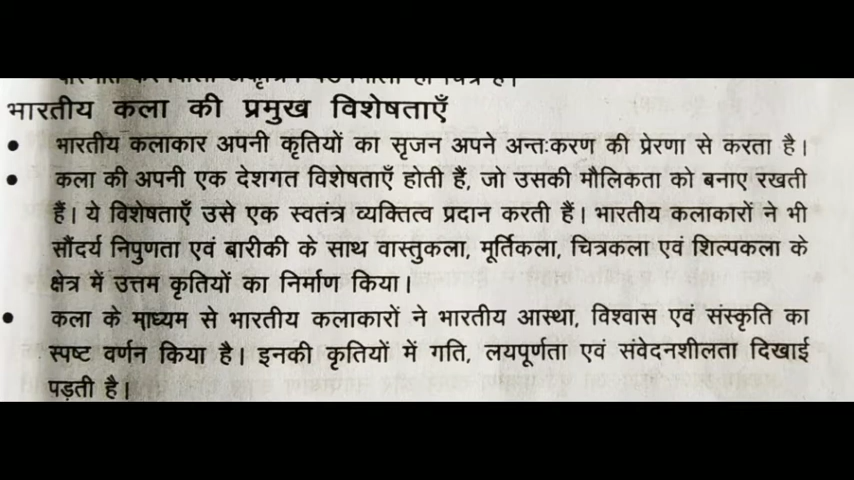 भारतीय कला की प्रमुख विशेषताएँ
• भारतीय कलाकार अपनी कृतियों का सृजन अपने अन्तःकरण की प्रेरणा से करता है।
• कला की अपनी एक देशगत विशेषताएँ होती हैं, जो उसकी मौलिकता को बनाए रखती
हैं। ये विशेषताएँ उसे एक स्वतंत्र व्यक्तित्व प्रदान करती हैं। भारतीय कलाकारों ने भी
सौंदर्य निपुणता एवं बारीकी के साथ वास्तुकला, मूर्तिकला, चित्रकला एवं शिल्पकला के
क्षेत्र में उत्तम कृतियों का निर्माण किया।
• कला के माध्यम से भारतीय कलाकारों ने भारतीय आस्था, विश्वास एवं संस्कृति का
स्पष्ट वर्णन किया है। इनकी कृतियों में गति, लयपूर्णता एवं संवेदनशीलता दिखाई
पड़ती है।